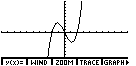 y(x)= WIND ZOOM TRACE GRAPH